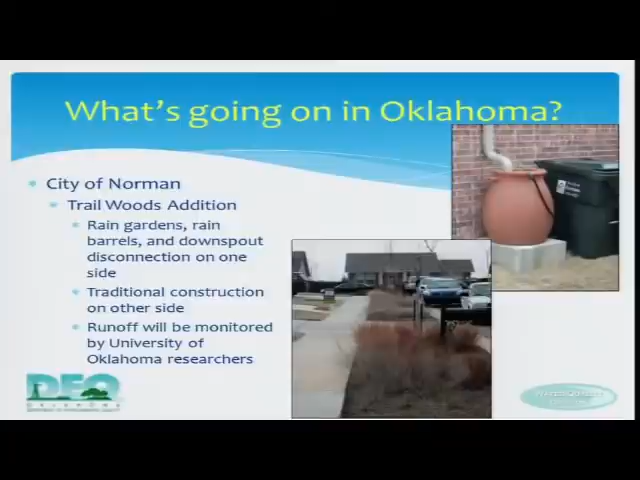 What's going on in Oklahoma?
City of Norman
Trail Woods Addition
Rain gardens, rain
barrels, and downspout
disconnection on one
side
Traditional construction
on other side
Runoff will be monitored
by University of
Oklahoma researchers
DEQ
OKLAHOMA